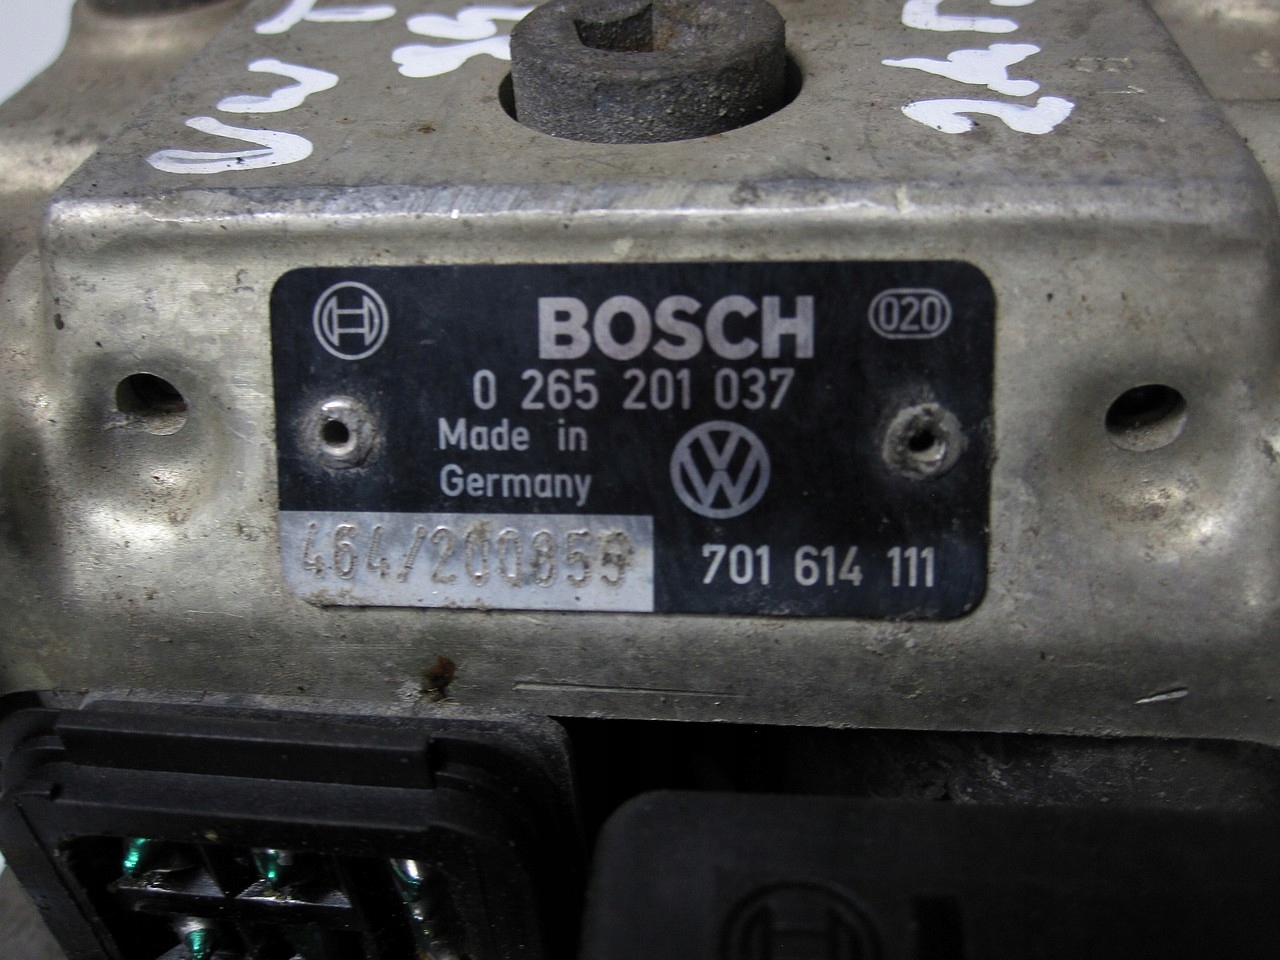 BOSCH
020
0 265 201 037
Made in
Germany
464/200859
701 614 111